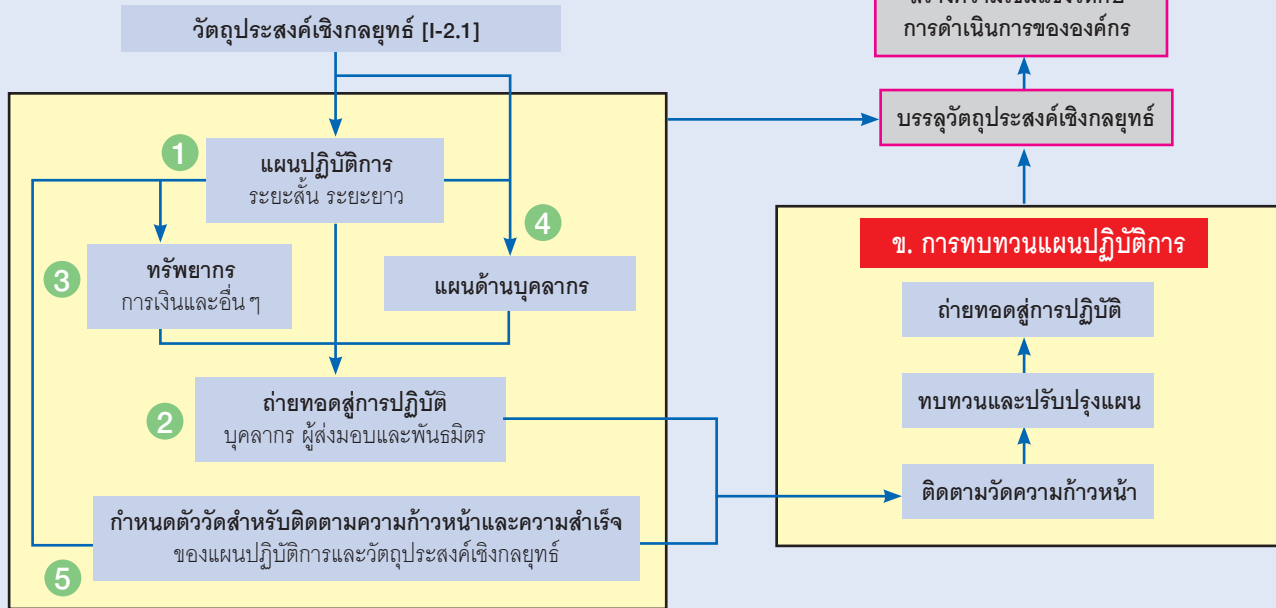 วัตถุประสงค์เชิงกลยุทธ์ [I-2.1]
1
แผนปฏิบัติการ
ระยะสั้น ระยะยาว
4
3
ทรัพยากร
การเงินและอื่นๆ
แผนด้านบุคลากร
2
ถ่ายทอดสู่การปฏิบัติ
บุคลากร ผู้ส่งมอบและพันธมิตร
กำหนดตัววัดสำหรับติดตามความก้าวหน้าและความสำเร็จ
ของแผนปฏิบัติการและวัตถุประสงค์เชิงกลยุทธ์
5
การดำเนินการขององค์กร
บรรลุวัตถุประสงค์เชิงกลยุทธ์
ข. การทบทวนแผนปฏิบัติการ
ถ่ายทอดสู่การปฏิบัติ
ทบทวนและปรับปรุงแผน
ติดตามวัดความก้าวหน้า